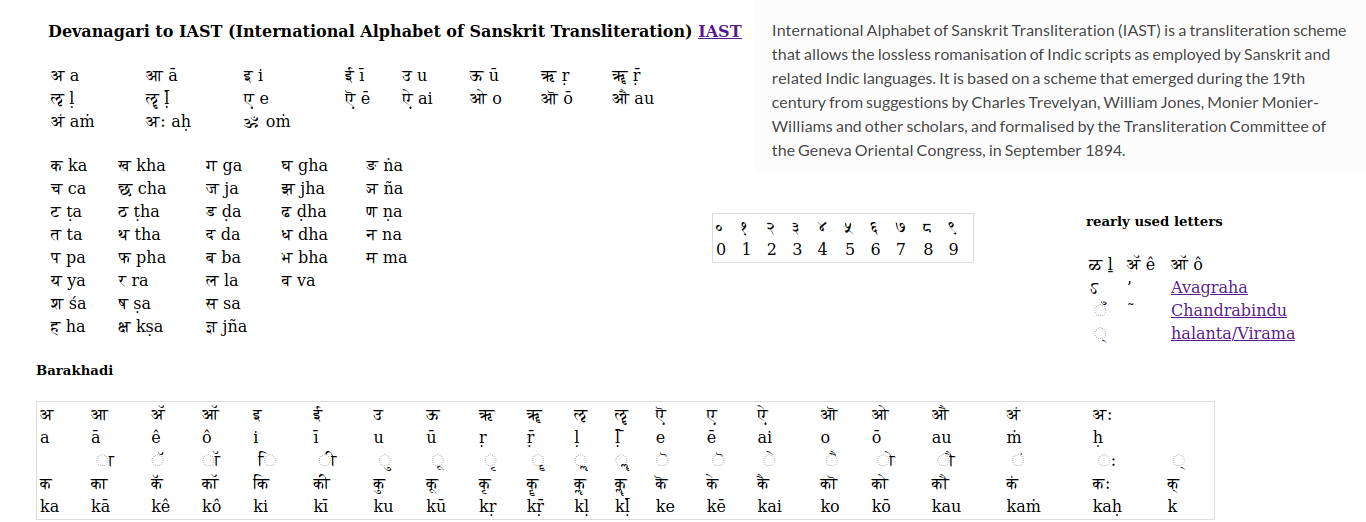 Devanagari to IAST (International Alphabet of Sanskrit Transliteration) IAST
अ a आ ā इ i ई ī उ u ऊ ū ऋ ṛ ॠ ṝ
ऌ ḷ ॡ ḹ ए e ऎ ē ऐ ai ओ o ऒ ō औ au
अं aṁ अः aḥ ॐ oṁ
क ka ख kha ग ga घ gha ङ ṅa
च ca छ cha ज ja झ jha ञ ña
ट ṭa ठ ṭha ड ḍa ढ ḍha ण ṇa
त ta थ tha द da ध dha न na
प pa फ pha ब ba भ bha म ma
य ya र ra ल la व va
श śa ष ṣa स sa
ह ha क्ष kṣa ज्ञ jña
International Alphabet of Sanskrit Transliteration (IAST) is a transliteration scheme
that allows the lossless romanisation of Indic scripts as employed by Sanskrit and
related Indic languages. It is based on a scheme that emerged during the 19th
century from suggestions by Charles Trevelyan, William Jones, Monier Monier-
Williams and other scholars, and formalised by the Transliteration Committee of
the Geneva Oriental Congress, in September 1894.
० १ २ ३ ४ ५ ६ ७ ८ ९
0 1 2 3 4 5 6 7 8 9
rearly used letters
ळ ḻ ॲ ê ऑ ô
ऽ ’ Avagraha
ँ ˜ Chandrabindu
् halanta/Virama
Barakhadi
अ आ ॲ ऑ इ ई उ ऊ ऋ ॠ ऌ ॡ ऎ ए ऐ ऒ ओ औ अं अः
a ā ê ô i ī u ū ṛ ṝ ḷ ḹ e ē ai o ō au ṁ ḥ
ा ॅ ॉ ि ी ु ू ृ ॄ ॢ ॣ ॆ ॆ े ै ो ौ ं ः ्
क का कॅ कॉ कि की कु कू कृ कॄ कॢ कॣ कॆ के कै कॊ को कौ कं कः क्
ka kā kê kô ki kī ku kū kṛ kṝ kḷ kḹ ke kē kai ko kō kau kaṁ kaḥ k